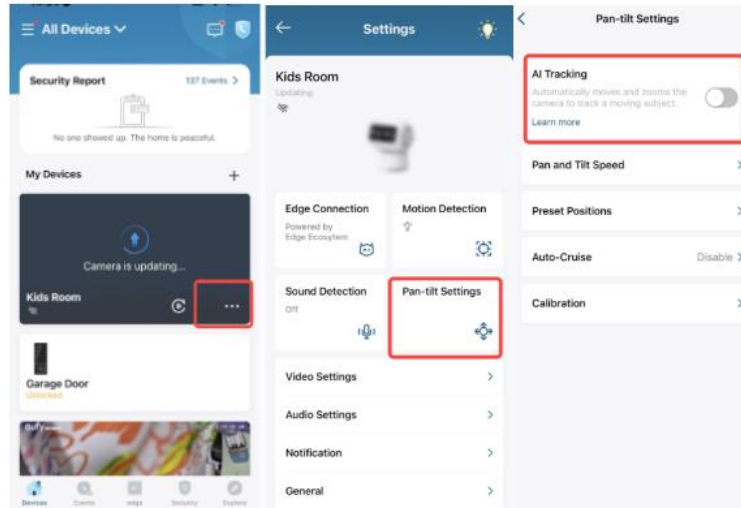 All Devices
Security Report
137 Events >
No one showed up. The home is peaceful.
My Devices
+
Camera is updating...
Kids Room
...
Garage Door
Unlocked
eufy
Devices
Events
edge
Security
Explore
Settings
Kids Room
Updating
Edge Connection
Powered by
Edge Ecosytem
Motion Detection
Sound Detection
Off
Pan-tilt Settings
Video Settings >
Audio Settings >
Notification >
General >
Pan-tilt Settings
AI Tracking
Automatically moves and zooms the
camera to track a moving subject.
Learn more
Pan and Tilt Speed >
Preset Positions >
Auto-Cruise Disable >
Calibration >